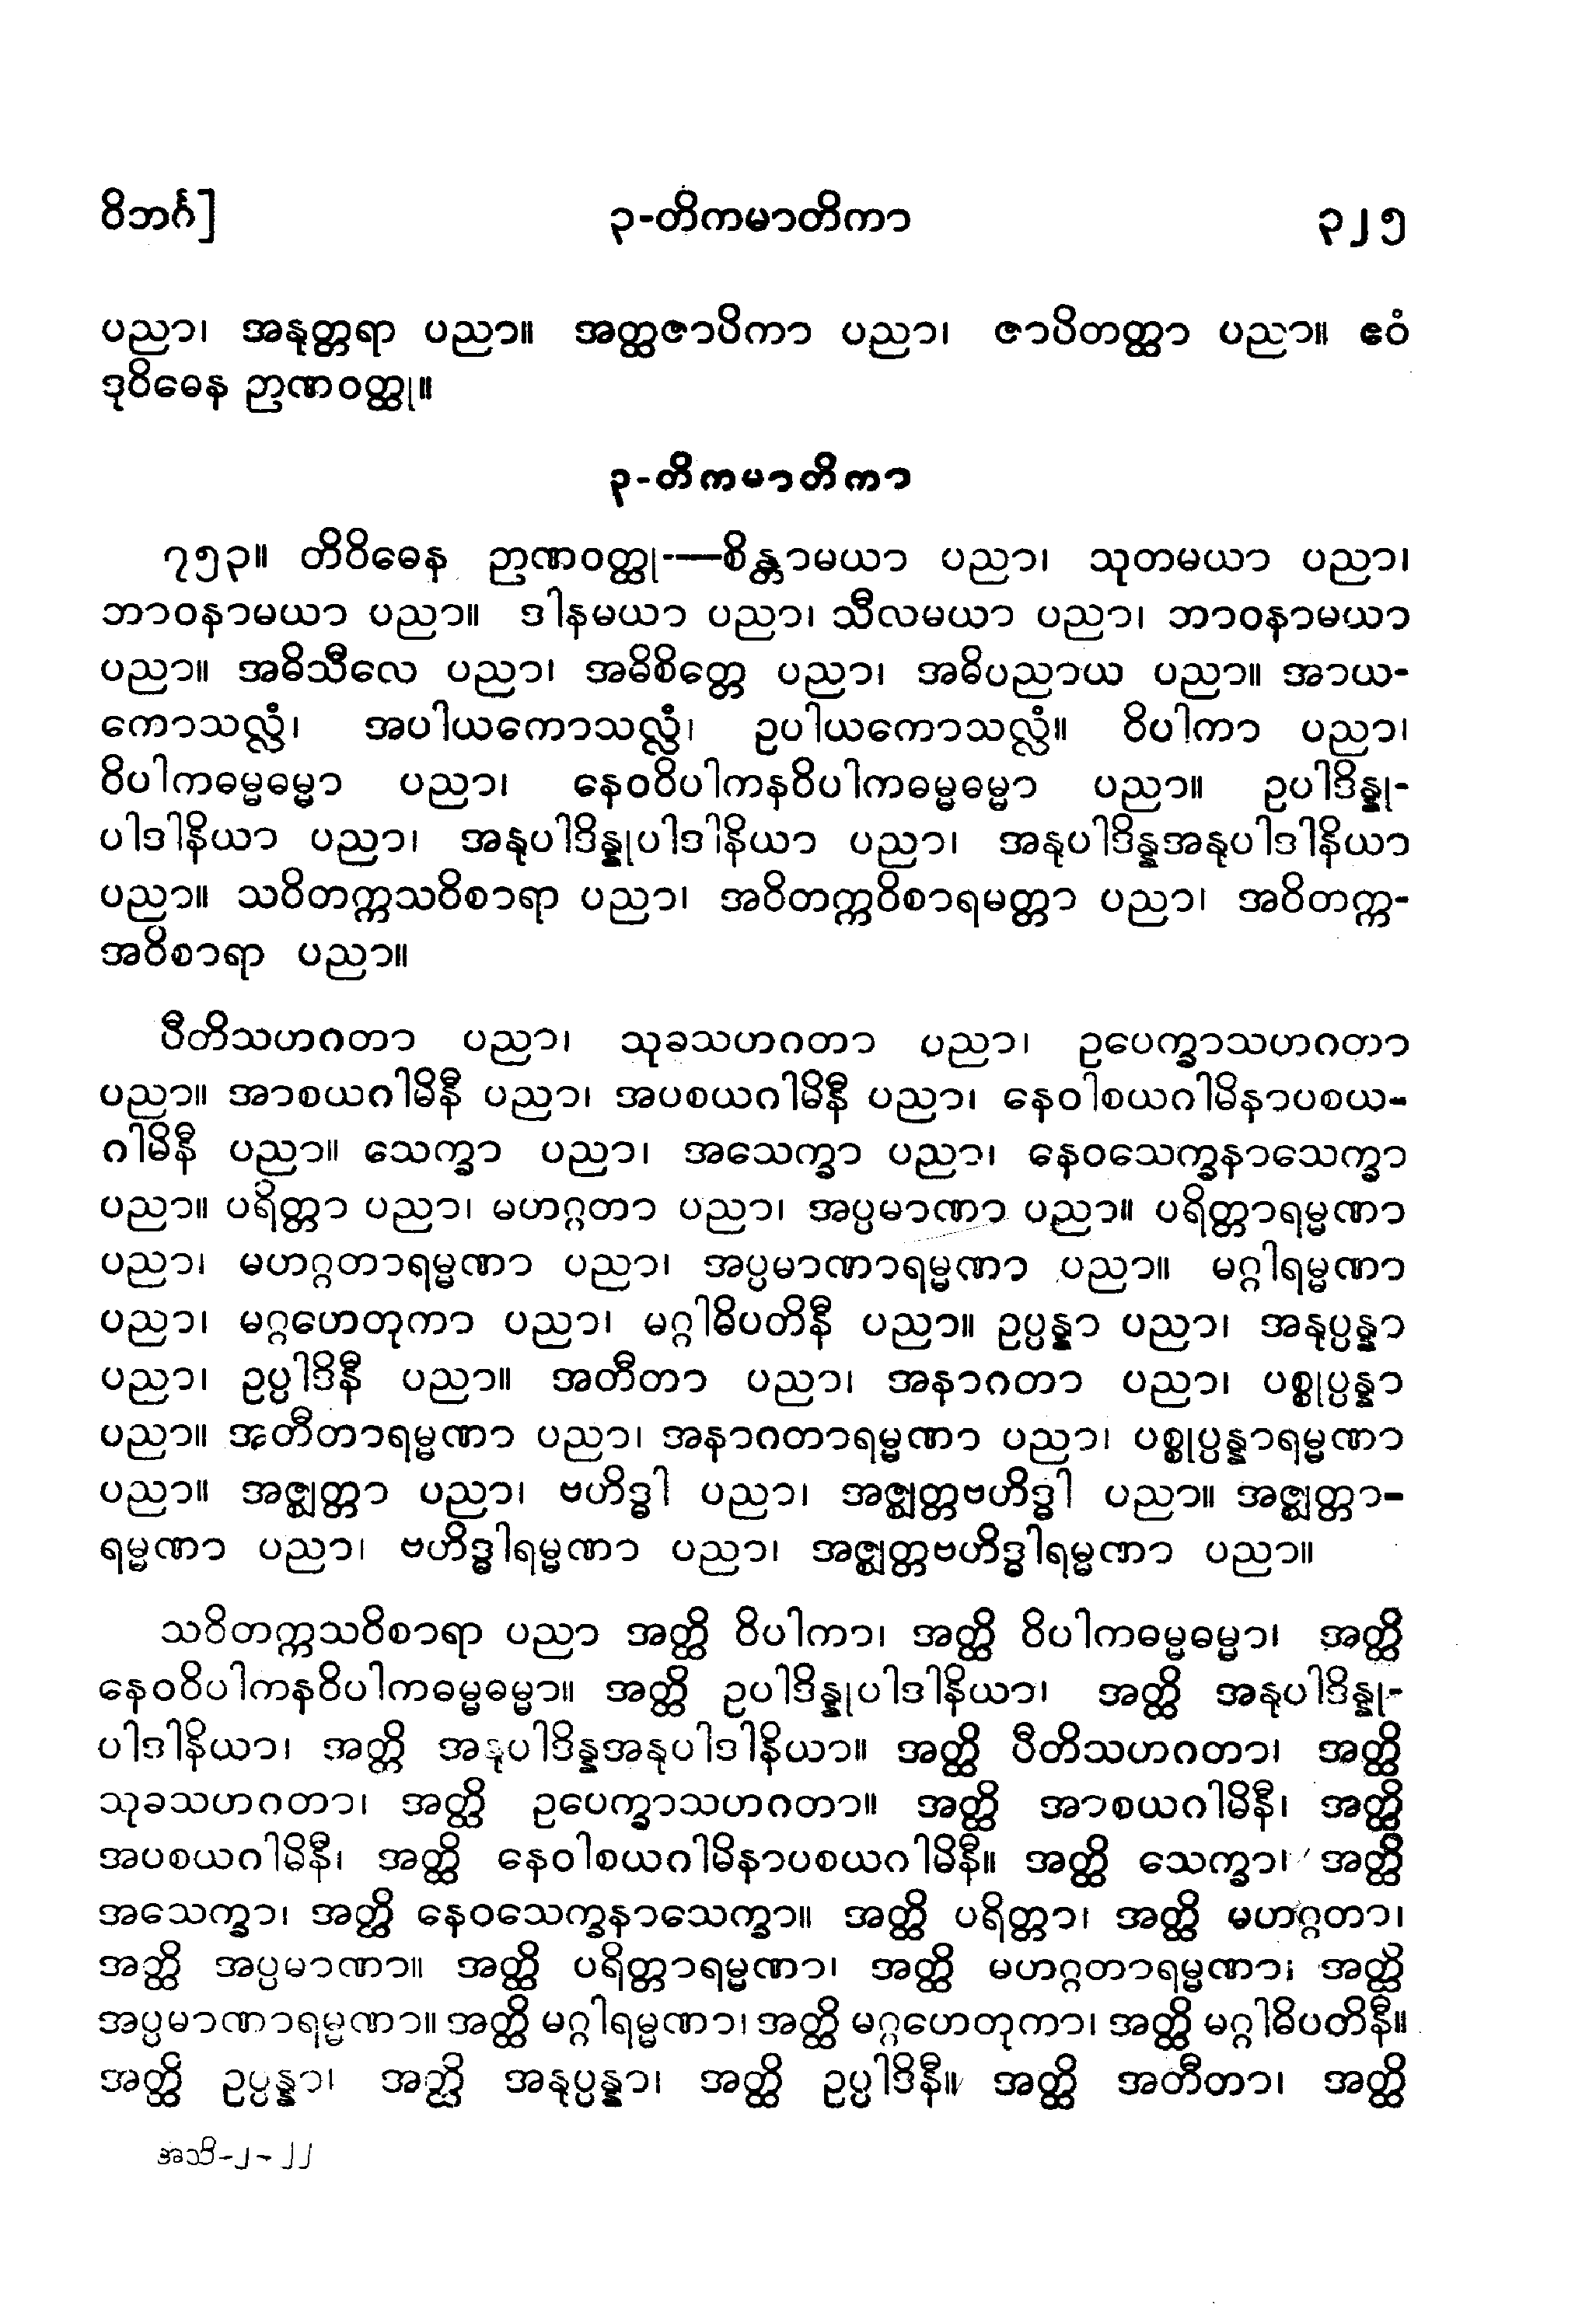 ဝိဘင်္ဂ] ၃-တိကမာတိကာ ၃၂၅
ပညာ၊ အနုတ္တရာ ပညာ။ အတ္ထဇာပိကာ ပညာ၊ ဇာပိတတ္ထာ ပညာ။ ဧဝံ
ဒုဝိဓေန ဉာဏဝတ္ထု။
၃-တိကမာတိကာ
၇၅၃။ တိဝိဓေန ဉာဏဝတ္ထု-—စိန္တာမယာ ပညာ၊ သုတမယာ ပညာ၊
ဘာဝနာမယာ ပညာ။ ဒါနမယာ ပညာ၊ သီလမယာ ပညာ၊ ဘာဝနာမယာ
ပညာ။ အဓိသီလေ ပညာ၊ အဓိစိတ္တေ ပညာ၊ အဓိပညာယ ပညာ။ အာယ-
ကောသလ္လံ၊ အပါယကောသလ္လံ၊ ဥပါယကောသလ္လံ။ ဝိပါကာ ပညာ၊
ဝိပါကဓမ္မဓမ္မာ ပညာ၊ နေဝဝိပါကနဝိပါကဓမ္မဓမ္မာ ပညာ။ ဥပါဒိန္နု-
ပါဒါနိယာ ပညာ၊ အနုပါဒိန္နုပါဒါနိယာ ပညာ၊ အနုပါဒိန္နအနုပါဒါနိယာ
ပညာ။ သဝိတက္ကသဝိစာရာ ပညာ၊ အဝိတက္ကဝိစာရမတ္တာ ပညာ၊ အဝိတက္က-
အဝိစာရာ ပညာ။
ပီတိသဟဂတာ ပညာ၊ သုခသဟဂတာ ပညာ၊ ဥပေက္ခာသဟဂတာ
ပညာ။ အာစယဂါမိနီ ပညာ၊ အပစယဂါမိနီ ပညာ၊ နေဝါစယဂါမိနာပစယ-
ဂါမိနီ ပညာ။ သေက္ခာ ပညာ၊ အသေက္ခာ ပညာ၊ နေဝသေက္ခနာသေက္ခာ
ပညာ။ ပရိတ္တာ ပညာ၊ မဟဂ္ဂတာ ပညာ၊ အပ္ပမာဏာ ပညာ။ ပရိတ္တာရမ္မဏာ
ပညာ၊ မဟဂ္ဂတာရမ္မဏာ ပညာ၊ အပ္ပမာဏာရမ္မဏာ ပညာ။ မဂ္ဂါရမ္မဏာ
ပညာ၊ မဂ္ဂဟေတုကာ ပညာ၊ မဂ္ဂါဓိပတိနီ ပညာ။ ဥပ္ပန္နာ ပညာ၊ အနုပ္ပန္နာ
ပညာ၊ ဥပ္ပါဒိနီ ပညာ။ အတီတာ ပညာ၊ အနာဂတာ ပညာ၊ ပစ္စုပ္ပန္နာ
ပညာ။ အတီတာရမ္မဏာ ပညာ၊ အနာဂတာရမ္မဏာ ပညာ၊ ပစ္စုပ္ပန္နာရမ္မဏာ
ပညာ။ အဇ္ဈတ္တာ ပညာ၊ ဗဟိဒ္ဓါ ပညာ၊ အဇ္ဈတ္တဗဟိဒ္ဓါ ပညာ။ အဇ္ဈတ္တာ-
ရမ္မဏာ ပညာ၊ ဗဟိဒ္ဓါရမ္မဏာ ပညာ၊ အဇ္ဈတ္တဗဟိဒ္ဓါရမ္မဏာ ပညာ။
သဝိတက္ကသဝိစာရာ ပညာ အတ္ထိ ဝိပါကာ၊ အတ္ထိ ဝိပါကဓမ္မဓမ္မာ၊ အတ္ထိ
နေဝဝိပါကနဝိပါကဓမ္မဓမ္မာ။ အတ္ထိ ဥပါဒိန္နုပါဒါနိယာ၊ အတ္ထိ အနုပါဒိန္နု-
ပါဒါနိယာ၊ အတ္ထိ အနုပါဒိန္နအနုပါဒါနိယာ။ အတ္ထိ ပီတိသဟဂတာ၊ အတ္ထိ
သုခသဟဂတာ၊ အတ္ထိ ဥပေက္ခာသဟဂတာ။ အတ္ထိ အာစယဂါမိနီ၊ အတ္ထိ
အပစယဂါမိနီ၊ အတ္ထိ နေဝါစယဂါမိနာပစယဂါမိနီ။ အတ္ထိ သေက္ခာ၊ အတ္ထိ
အသေက္ခာ၊ အတ္ထိ နေဝသေက္ခနာသေက္ခာ။ အတ္ထိ ပရိတ္တာ၊ အတ္ထိ မဟဂ္ဂတာ၊
အတ္ထိ အပ္ပမာဏာ။ အတ္ထိ ပရိတ္တာရမ္မဏာ၊ အတ္ထိ မဟဂ္ဂတာရမ္မဏာ၊ အတ္ထိ
အပ္ပမာဏာရမ္မဏာ။ အတ္ထိ မဂ္ဂါရမ္မဏာ၊ အတ္ထိ မဂ္ဂဟေတုကာ၊ အတ္ထိ မဂ္ဂါဓိပတိနီ။
အတ္ထိ ဥပ္ပန္နာ၊ အတ္ထိ အနုပ္ပန္နာ၊ အတ္ထိ ဥပ္ပါဒိနီ။ အတ္ထိ အတီတာ၊ အတ္ထိ
အဘိ-၂-၂၂